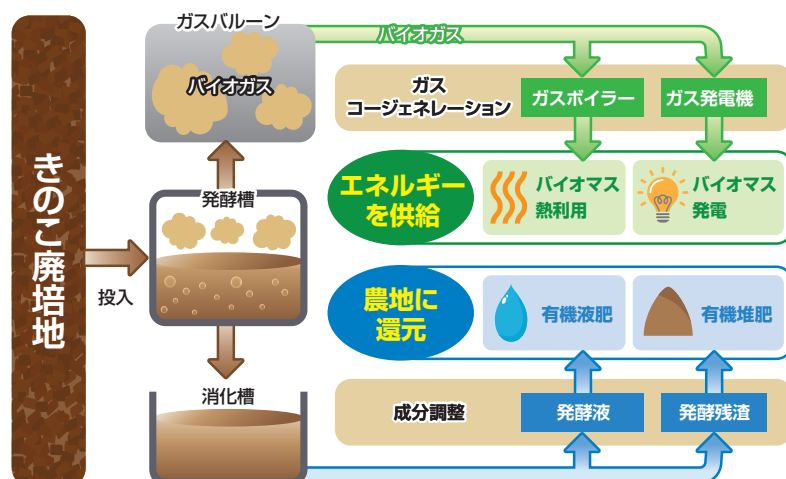 きのこ廃培地
投入
ガスバルーン
バイオガス
発酵槽
消化槽
バイオガス
ガス
コージェネレーション
ガスボイラー
ガス発電機
エネルギー
を供給
バイオマス
熱利用
バイオマス
発電
農地に
還元
有機液肥
有機堆肥
成分調整
発酵液
発酵残渣